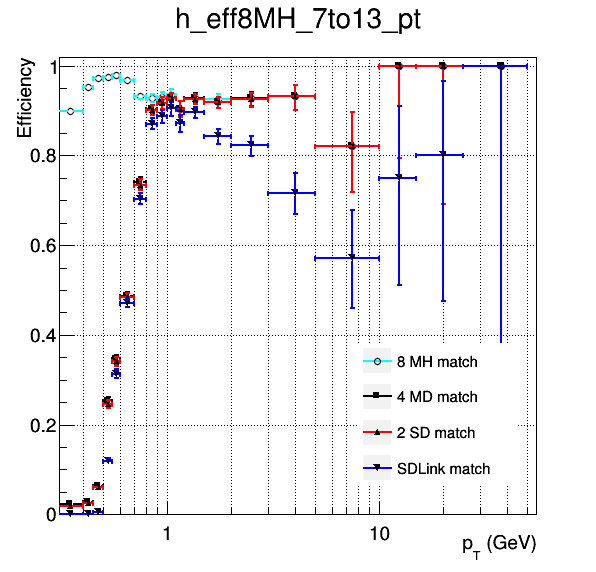 h_eff8MH_7to13_pt
Efficiency
1
0.8
0.6
0.4
0.2
0
8 MH match
4 MD match
2 SD match
SDLink match
1
10
p_T (GeV)